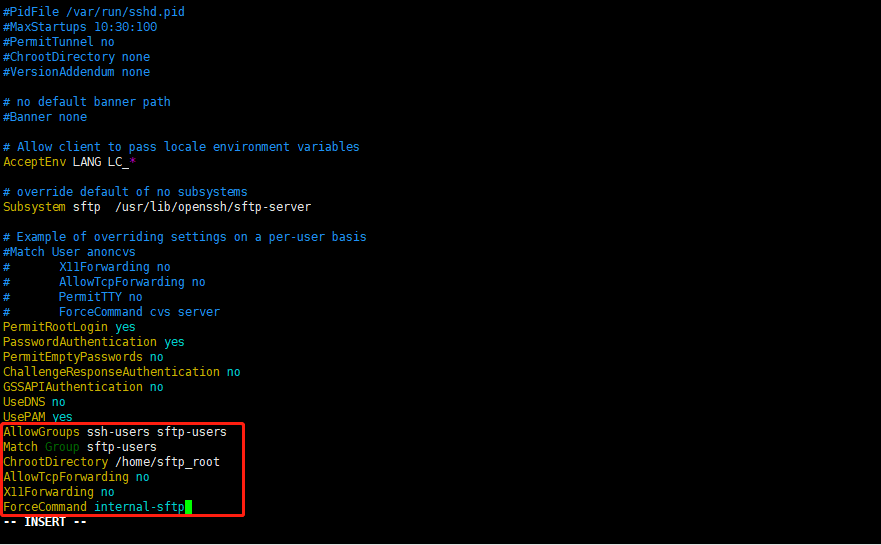 #PidFile /var/run/sshd.pid
#MaxStartups 10:30:100
#PermitTunnel no
#ChrootDirectory none
#VersionAddendum none
# no default banner path
#Banner none
# Allow client to pass locale environment variables
AcceptEnv LANG LC_*
# override default of no subsystems
Subsystem sftp  /usr/lib/openssh/sftp-server
# Example of overriding settings on a per-user basis
#Match User anoncvs
#       X11Forwarding no
#       AllowTcpForwarding no
#       PermitTTY no
#       ForceCommand cvs server
PermitRootLogin yes
PasswordAuthentication yes
PermitEmptyPasswords no
ChallengeResponseAuthentication no
GSSAPIAuthentication no
UseDNS no
UsePAM yes
AllowGroups ssh-users sftp-users
Match Group sftp-users
ChrootDirectory /home/sftp_root
AllowTcpForwarding no
X11Forwarding no
ForceCommand internal-sftp
-- INSERT --